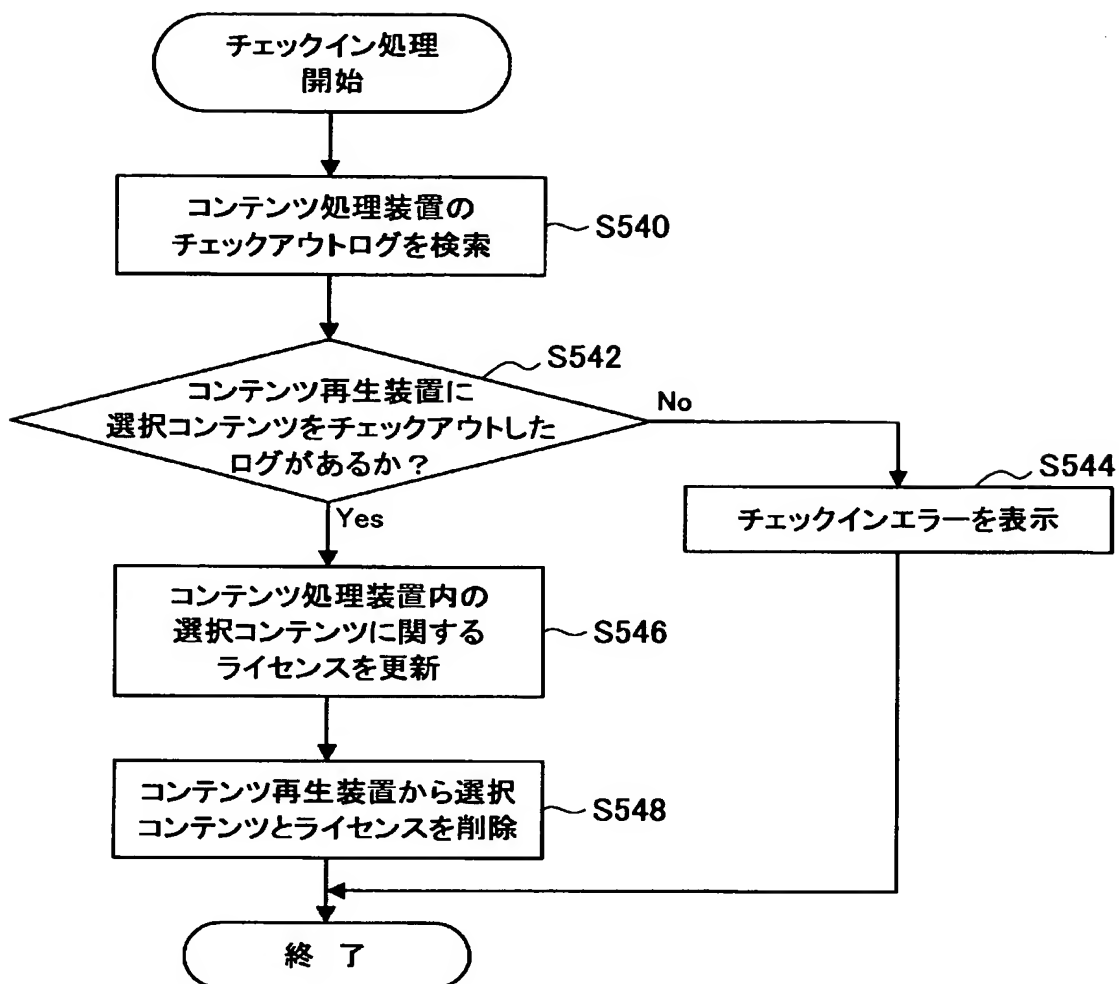 チェックイン処理
開始
コンテンツ処理装置の
チェックアウトログを検索
S540
S542
コンテンツ再生装置に
選択コンテンツをチェックアウトした
ログがあるか？
No
Yes
S544
チェックインエラーを表示
コンテンツ処理装置内の
選択コンテンツに関する
ライセンスを更新
S546
コンテンツ再生装置から選択
コンテンツとライセンスを削除
S548
終 了